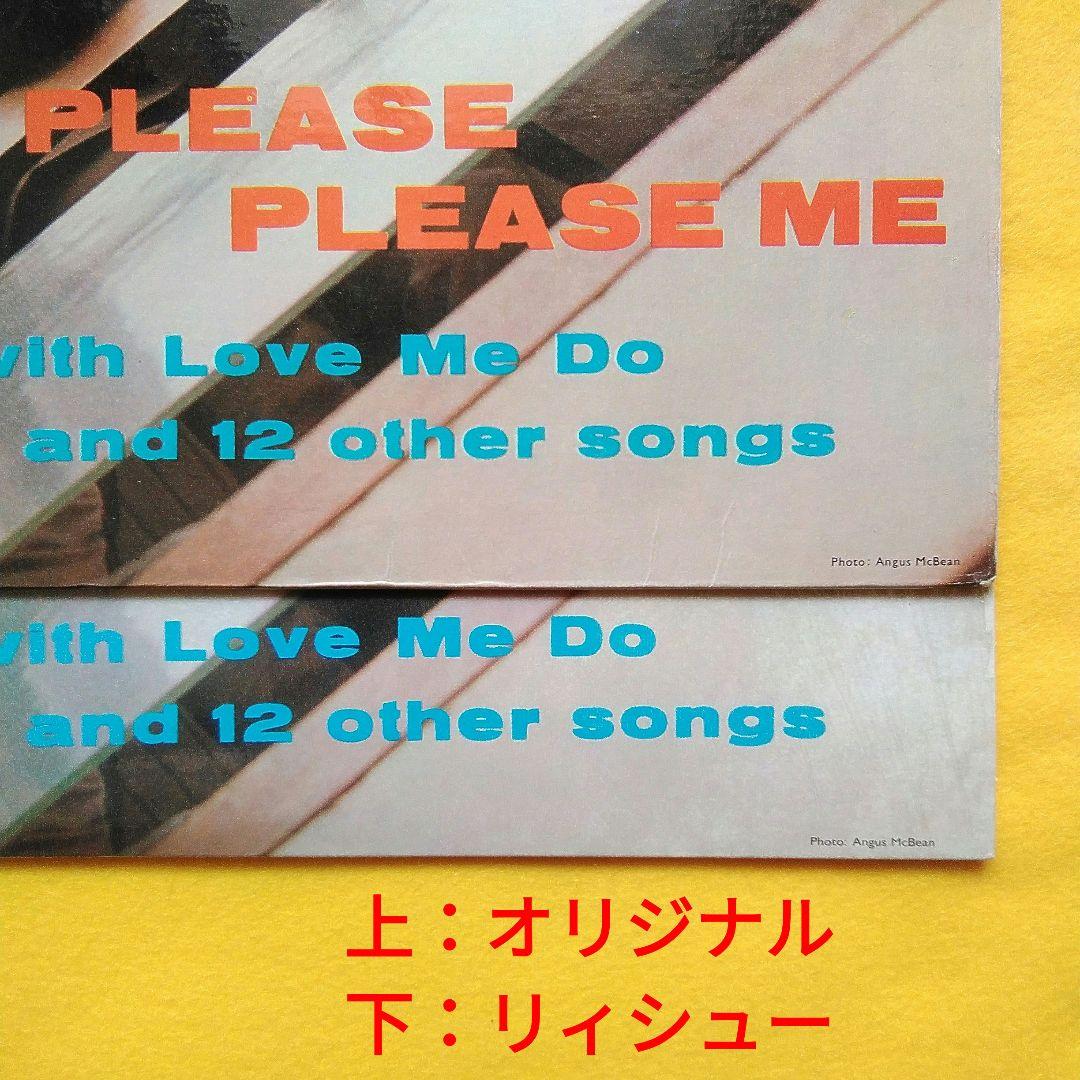 PLEASE
PLEASE ME
with Love Me Do
and 12 other songs
Photo: Angus McBean
with Love Me Do
and 12 other songs
Photo: Angus McBean
上：オリジナル
下：リィシュー